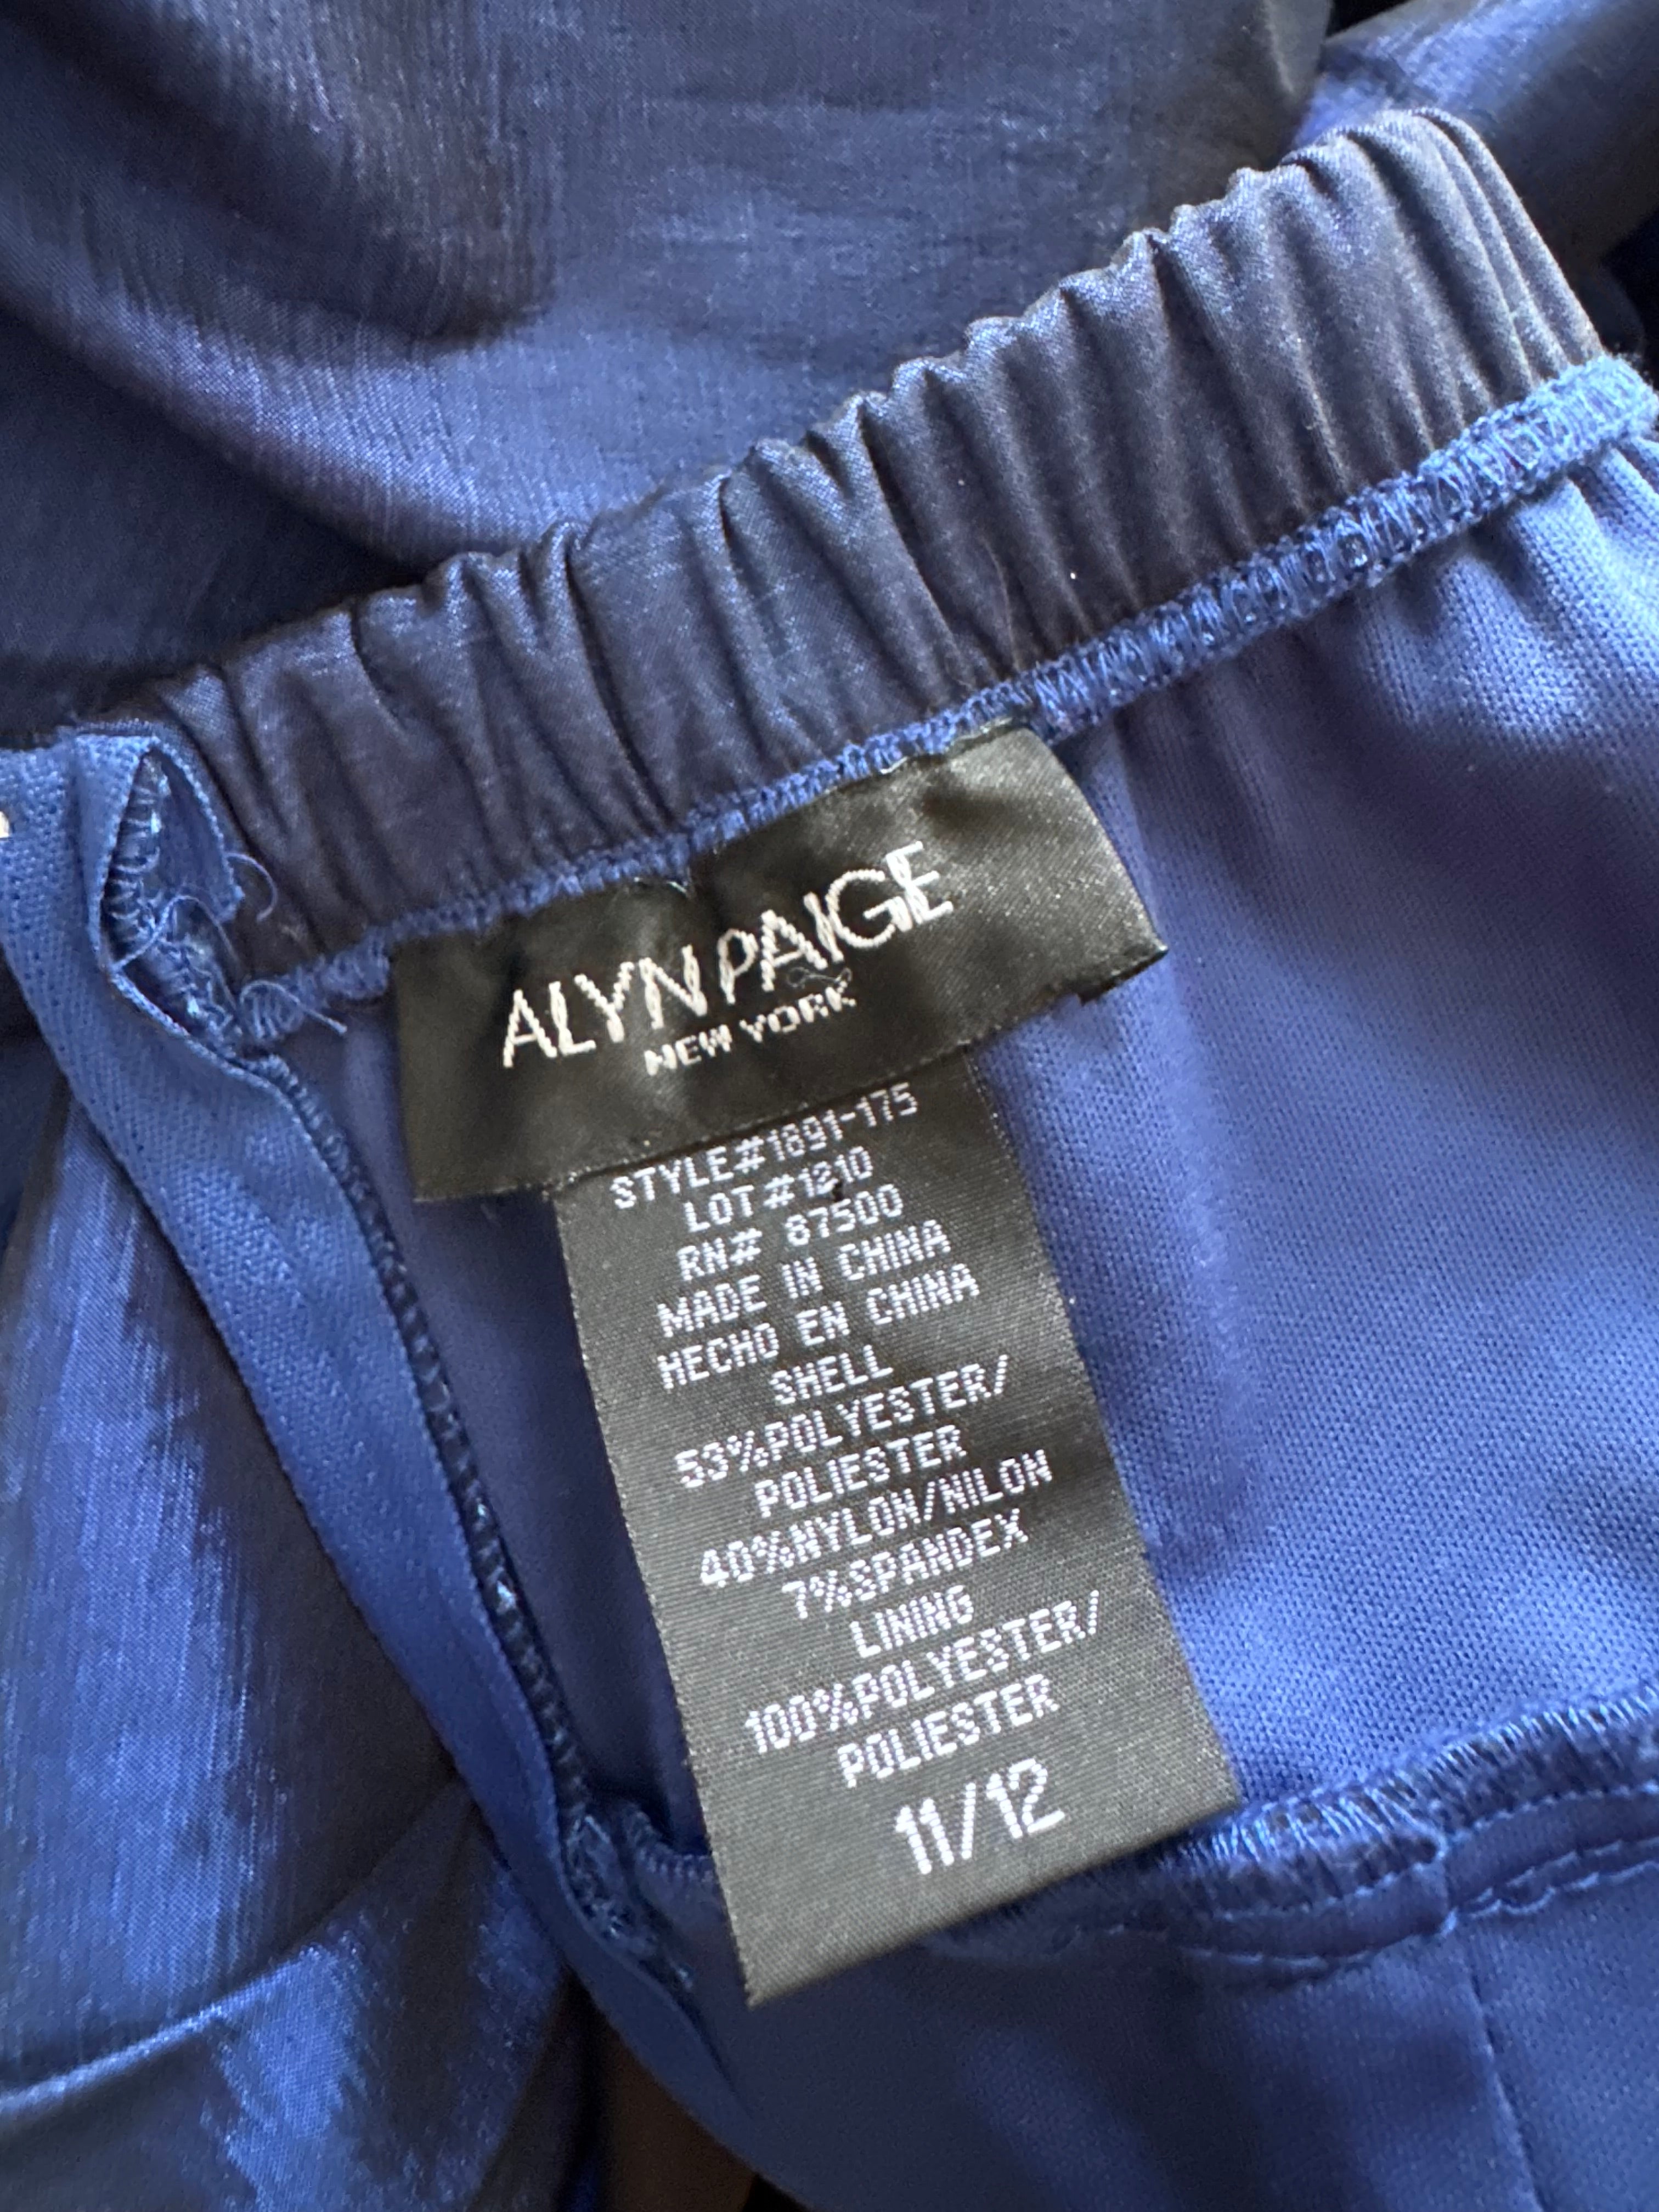 ALYN PAIGE
NEW YORK
STYLE#1891-175
LOT#1210
RN# 87500
MADE IN CHINA
HECHO EN CHINA
SHELL
53%POLYESTER/
POLIESTER
40%NYLON/NILON
7%SPANDEX
LINING
100%POLYESTER/
POLIESTER
11/12